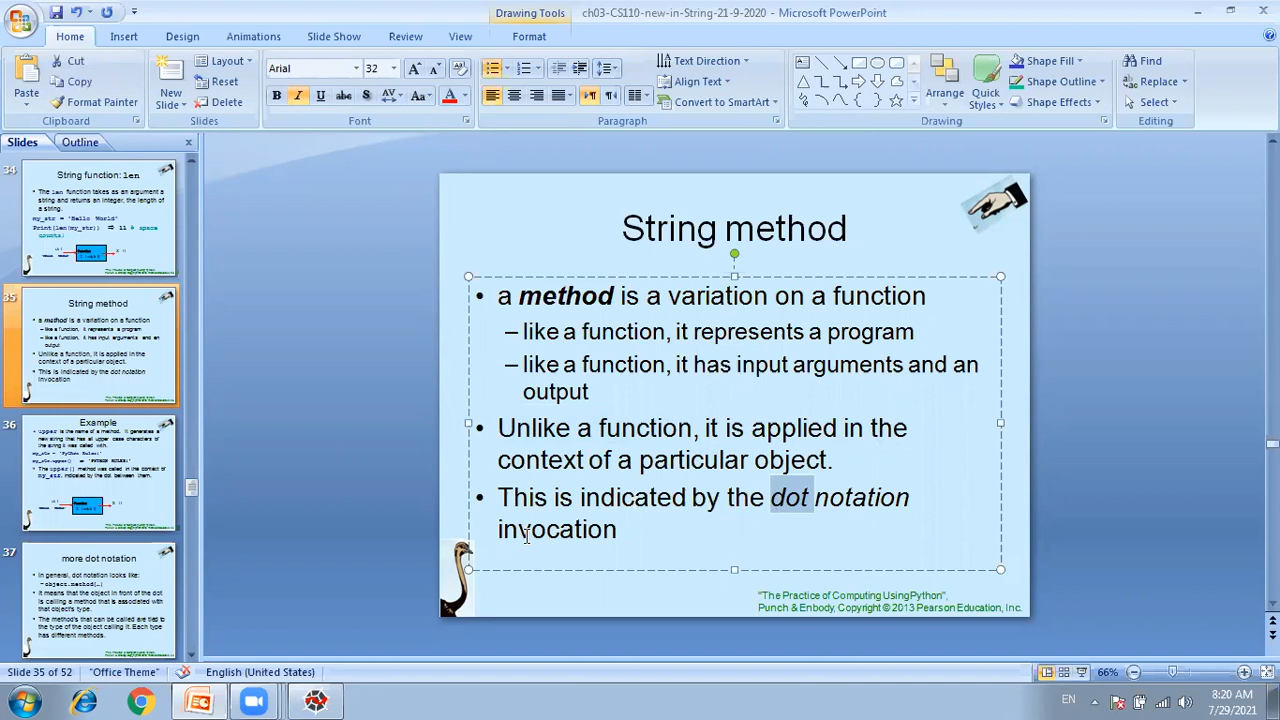 ch03-CS110-new-in-String-21-9-2020 - Microsoft PowerPoint
Drawing Tools
Home Insert Design Animations Slide Show Review View Format
Paste
Cut
Copy
Format Painter
Clipboard
New Slide
Layout
Reset
Delete
Slides
Arial 32
B I U abc S AV Aa A
Font
Text Direction
Align Text
Convert to SmartArt
Paragraph
Arrange
Quick Styles
Shape Fill
Shape Outline
Shape Effects
Drawing
Find
Replace
Select
Editing
Slides Outline
34
String function: len
• The len function takes as an argument a
string and returns an integer, the length of
a string.
my_str = 'Hello World'
35
String method
• a method is a variation on a function
– like a function, it represents a program
– like a function, it has input arguments and an
output
• Unlike a function, it is applied in the
context of a particular object.
• This is indicated by the dot notation
invocation
36
Example
• upper is the name of a method. It generates a
new string that has all upper case characters of
the string it was called with.
my_str = 'Python Rules!'
• The upper() method was called in the context of
my_str, indicated by the dot between them.
37
more dot notation
• In general, dot notation looks like:
– object.method(…)
• It means that the object in front of the dot
is calling a method that is associated with
that object's type.
• The method's that can be called are tied to
the type of the object calling it. Each type
has different methods.
String method
• a method is a variation on a function
– like a function, it represents a program
– like a function, it has input arguments and an
output
• Unlike a function, it is applied in the
context of a particular object.
• This is indicated by the dot notation
invocation
"The Practice of Computing UsingPython",
Punch & Enbody, Copyright © 2013 Pearson Education, Inc.
Slide 35 of 52 "Office Theme" English (United States) 66%
EN
8:20 AM
7/29/2021